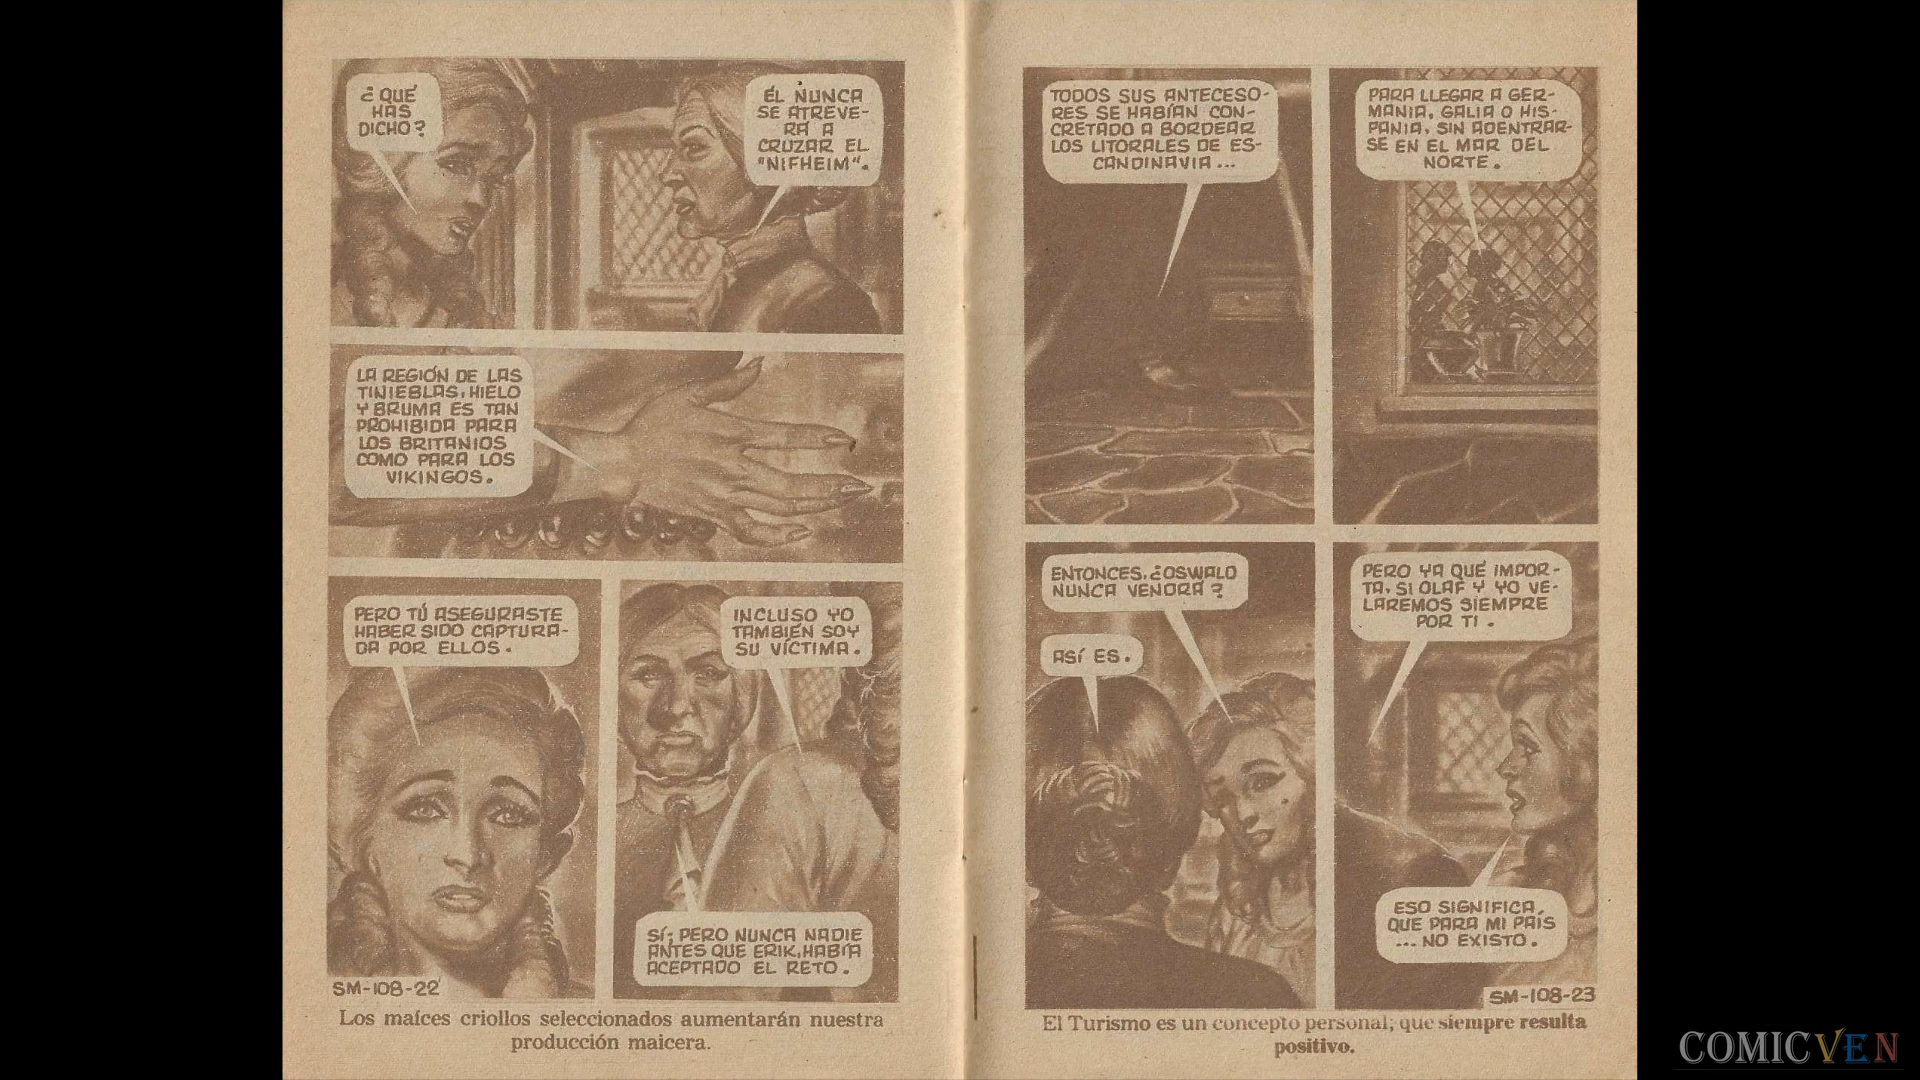 ¿QUÉ
HAS
DICHO?
ÉL NUNCA
SE ATREVE-
RÁ A
CRUZAR EL
"NIFHEIM".
LA REGIÓN DE LAS
TINIEBLAS, HIELO
Y BRUMA ES TAN
PROHIBIDA PARA
LOS BRITANIOS
COMO PARA LOS
VIKINGOS.
PERO TÚ ASEGURASTE
HABER SIDO CAPTURA-
DA POR ELLOS.
INCLUSO YO
TAMBIÉN SOY
SU VÍCTIMA.
SÍ; PERO NUNCA NADIE
ANTES QUE ERIK, HABÍA
ACEPTADO EL RETO.
SM-108-22
Los maíces criollos seleccionados aumentarán nuestra
producción maicera.
TODOS SUS ANTECESO-
RES SE HABÍAN CON-
CRETADO A BORDEAR
LOS LITORALES DE ES-
CANDINAVIA...
PARA LLEGAR A GER-
MANIA, GALIA O HIS-
PANIA, SIN ADENTRAR-
SE EN EL MAR DEL
NORTE.
ENTONCES, ¿OSWALD
NUNCA VENDRÁ?
ASÍ ES.
PERO YA QUÉ IMPOR-
TA, SI OLAF Y YO VE-
LAREMOS SIEMPRE
POR TI.
ESO SIGNIFICA,
QUE PARA MI PAÍS
...NO EXISTO.
SM-108-23
El Turismo es un concepto personal; que siempre resulta
positivo.
COMICVEN